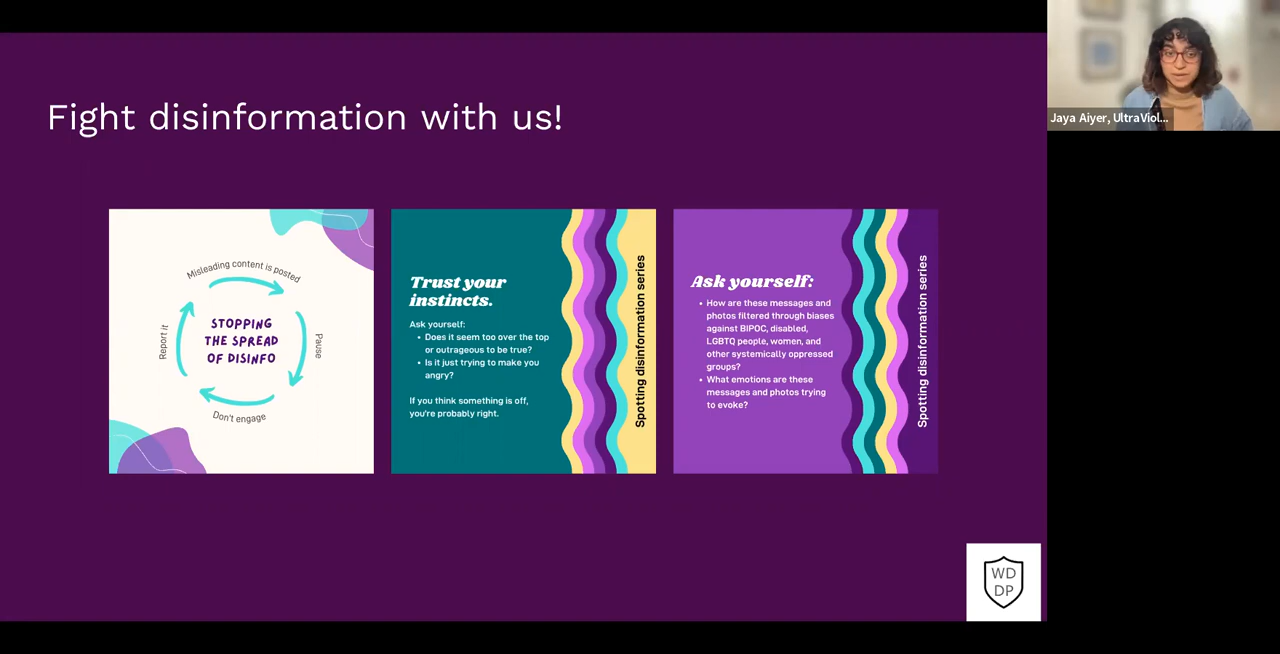 Fight disinformation with us!
Jaya Aiyer, UltraViol...
Misleading content is posted
Pause
Don't engage
Report it
STOPPING
THE SPREAD
OF DISINFO
Trust your
instincts.
Ask yourself:
• Does it seem too over the top
or outrageous to be true?
• Is it just trying to make you
angry?
If you think something is off,
you're probably right.
Spotting disinformation series
Ask yourself:
• How are these messages and
photos filtered through biases
against BIPOC, disabled,
LGBTQ people, women, and
other systemically oppressed
groups?
• What emotions are these
messages and photos trying
to evoke?
Spotting disinformation series
WD
DP